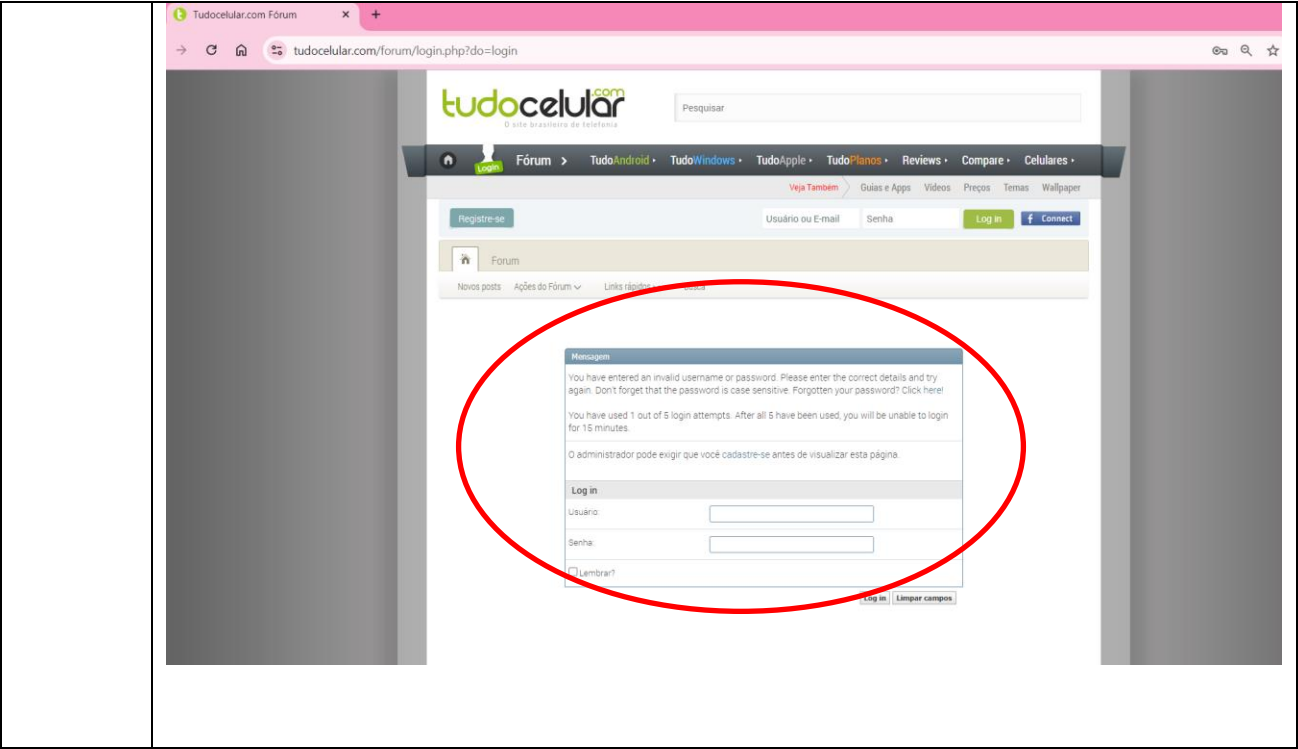 Tudocelular.com Fórum
tudocelular.com/forum/login.php?do=login
tudocelular.com
O site brasileiro de telefonia
Pesquisar
Login
Fórum > TudoAndroid TudoWindows TudoApple TudoPlanos Reviews Compare Celulares
Veja Também Guias e Apps Vídeos Preços Temas Wallpaper
Registre-se Usuário ou E-mail Senha Log in f Connect
Forum
Novos posts Ações do Fórum Links rápidos Busca
Mensagem
You have entered an invalid username or password. Please enter the correct details and try
again. Don't forget that the password is case sensitive. Forgotten your password? Click here!
You have used 1 out of 5 login attempts. After all 5 have been used, you will be unable to login
for 15 minutes.
O administrador pode exigir que você cadastre-se antes de visualizar esta página.
Log in
Usuário:
Senha:
Lembrar?
Log in Limpar campos